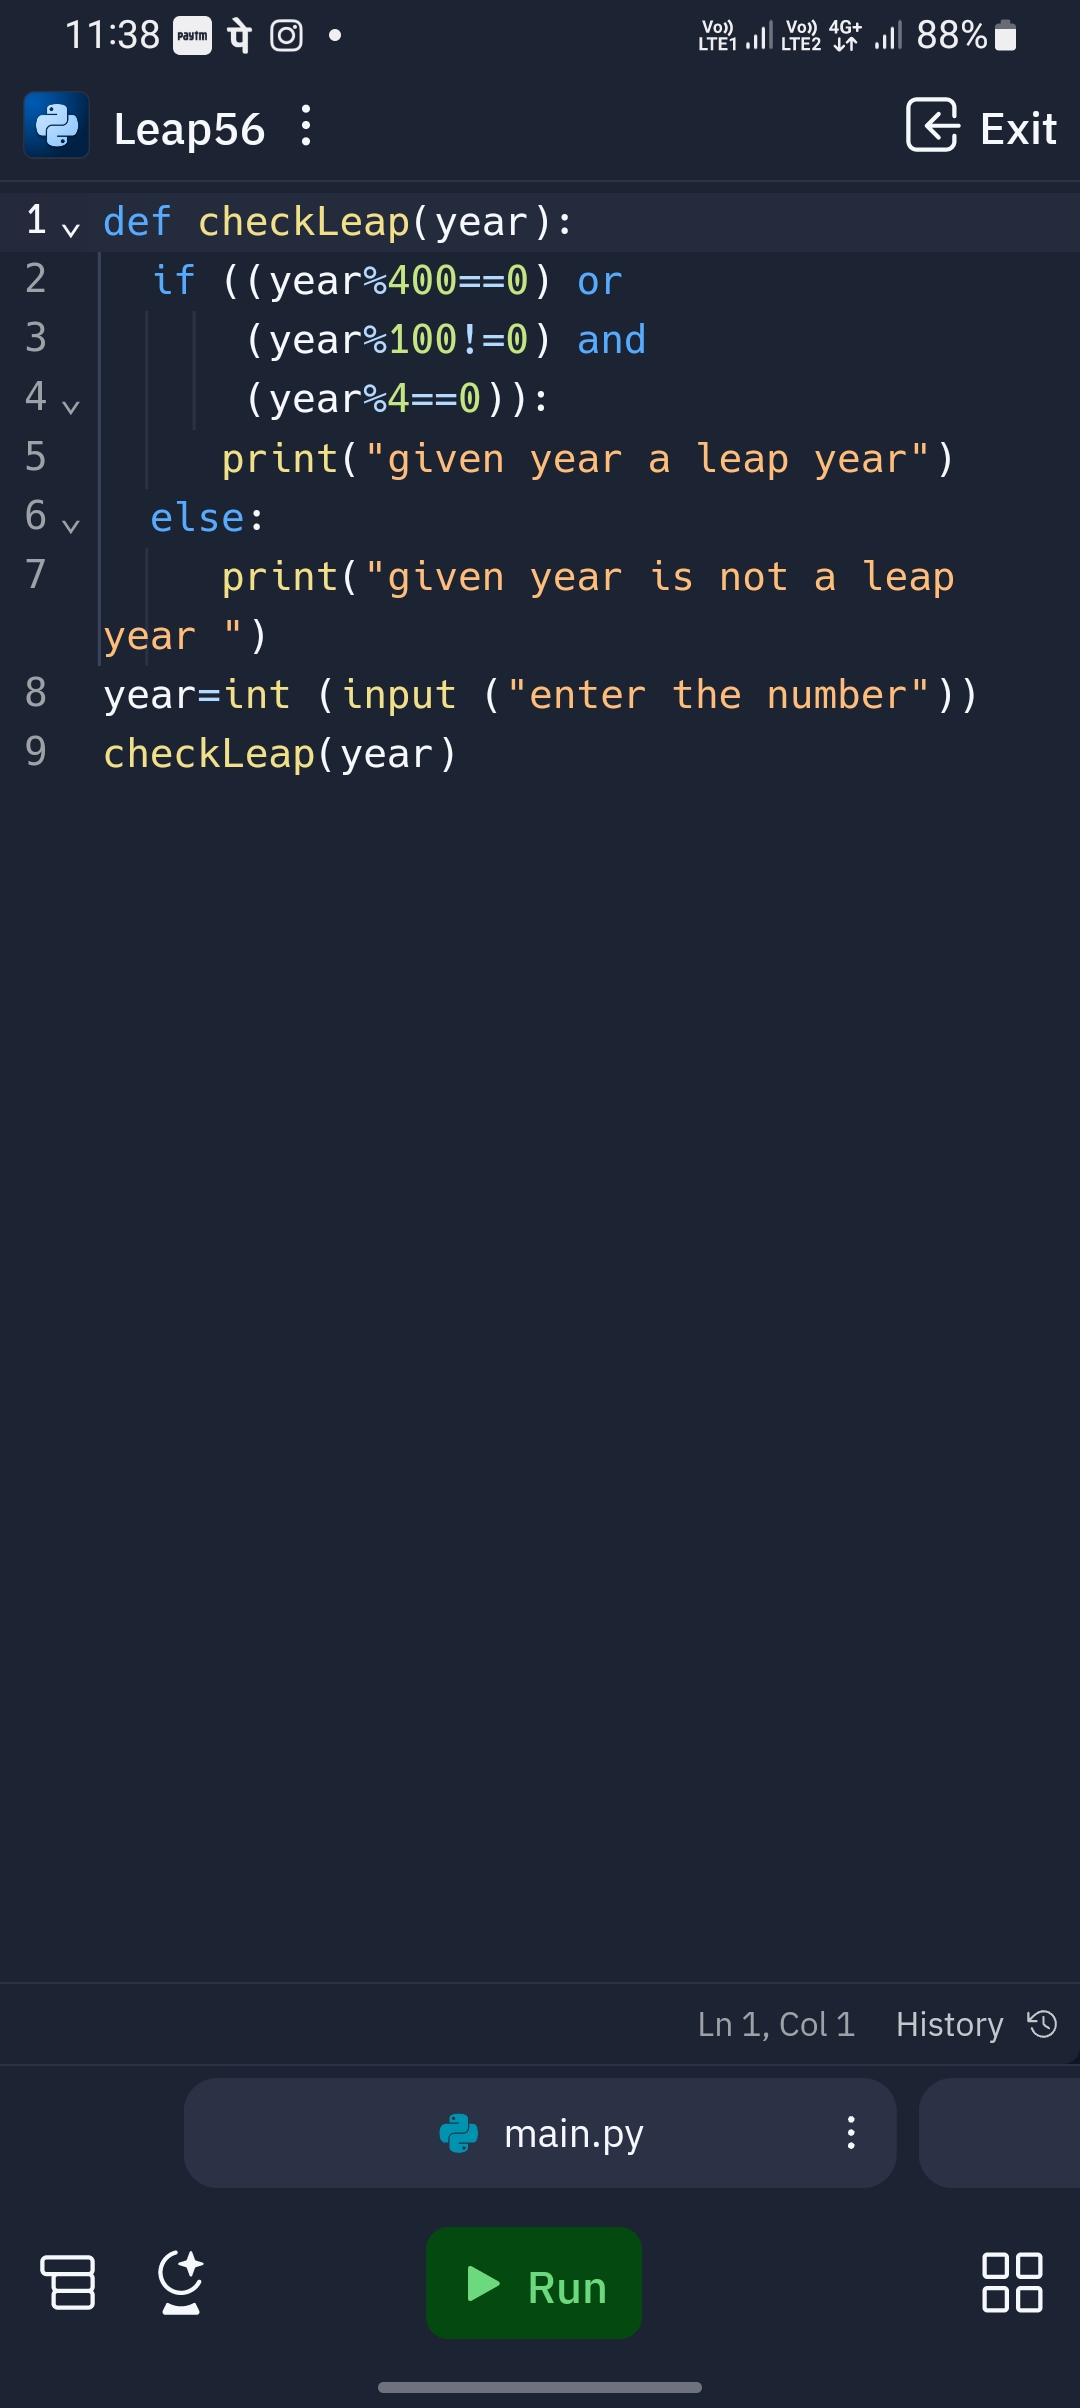 11:38 paytm पे VoLTE1 VoLTE2 4G+ 88%
Leap56 Exit
1 def checkLeap(year):
2 if ((year%400==0) or
3 (year%100!=0) and
4 (year%4==0)):
5 print("given year a leap year")
6 else:
7 print("given year is not a leap
year ")
8 year=int (input ("enter the number"))
9 checkLeap(year)
Ln 1, Col 1 History
main.py
Run